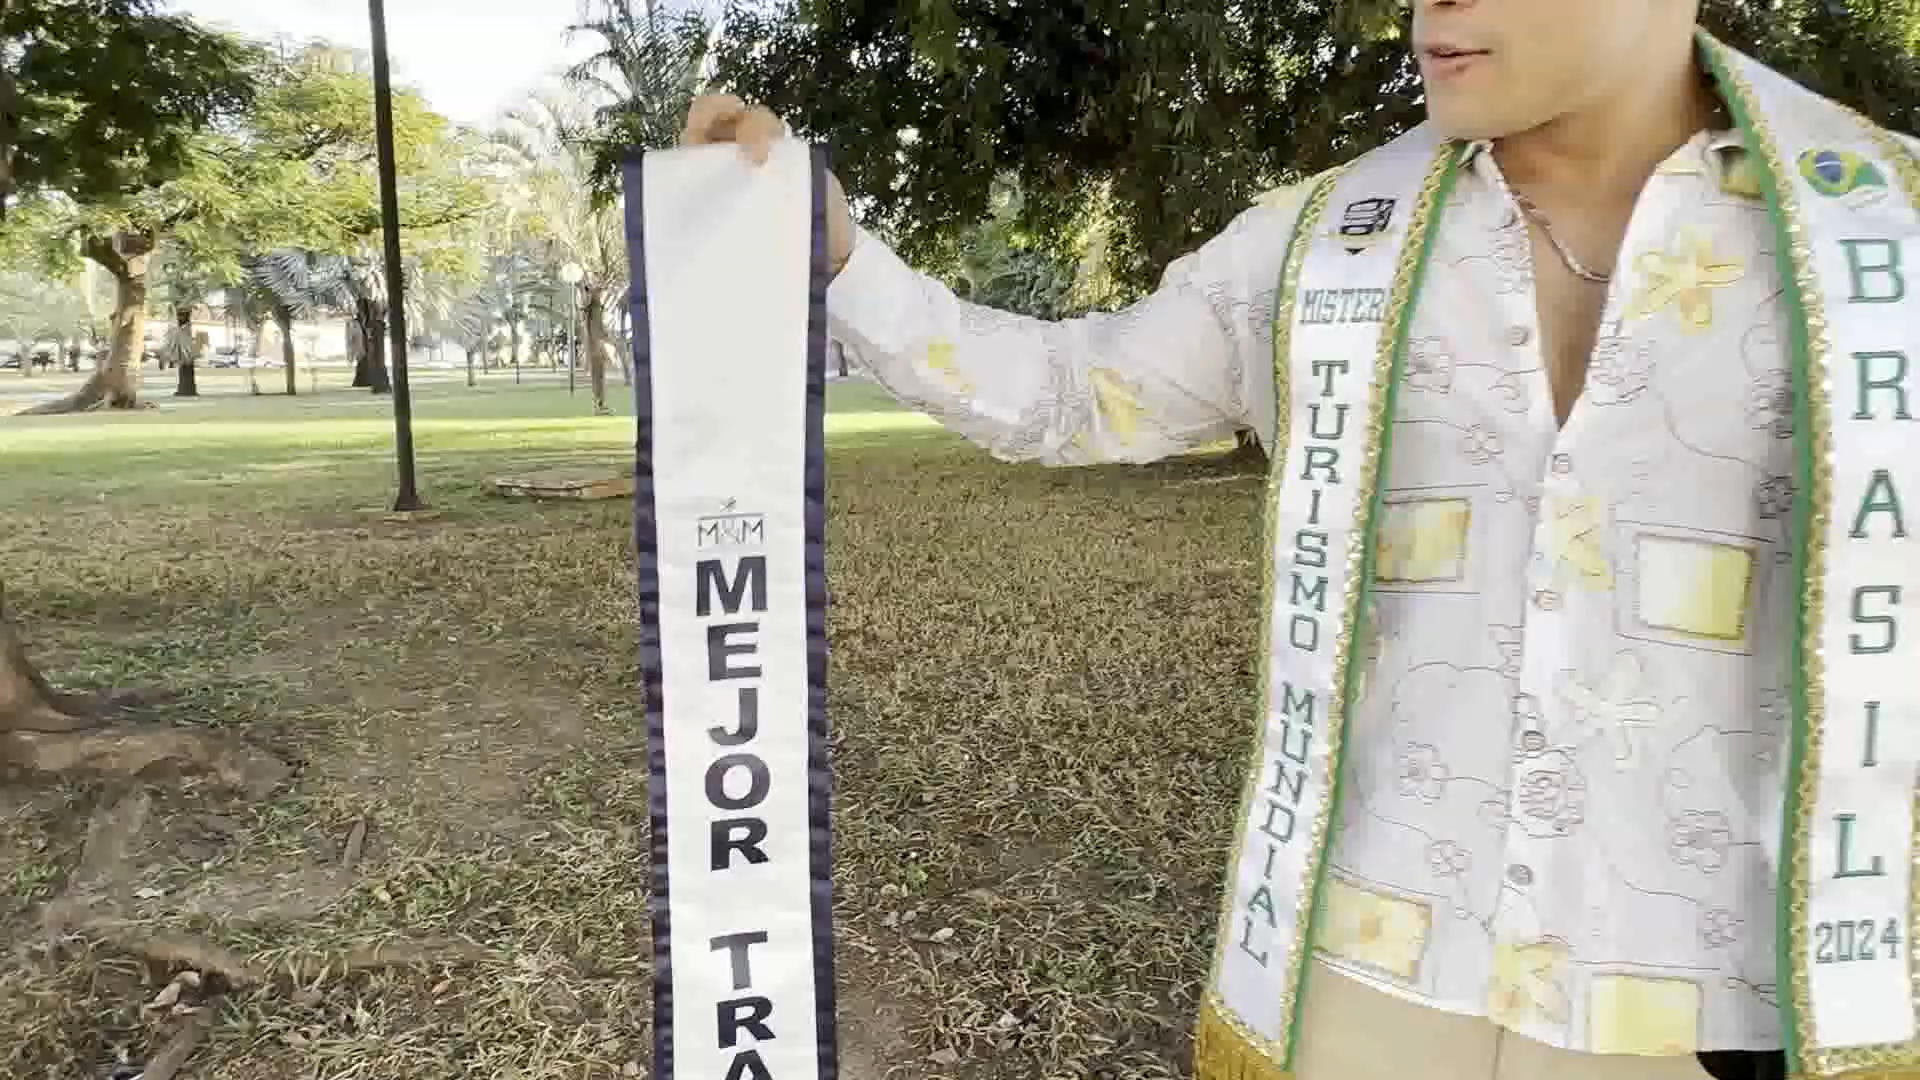 M&M
MEJOR TRA
MISTER
TURISMO MUNDIAL
BRASIL
2024